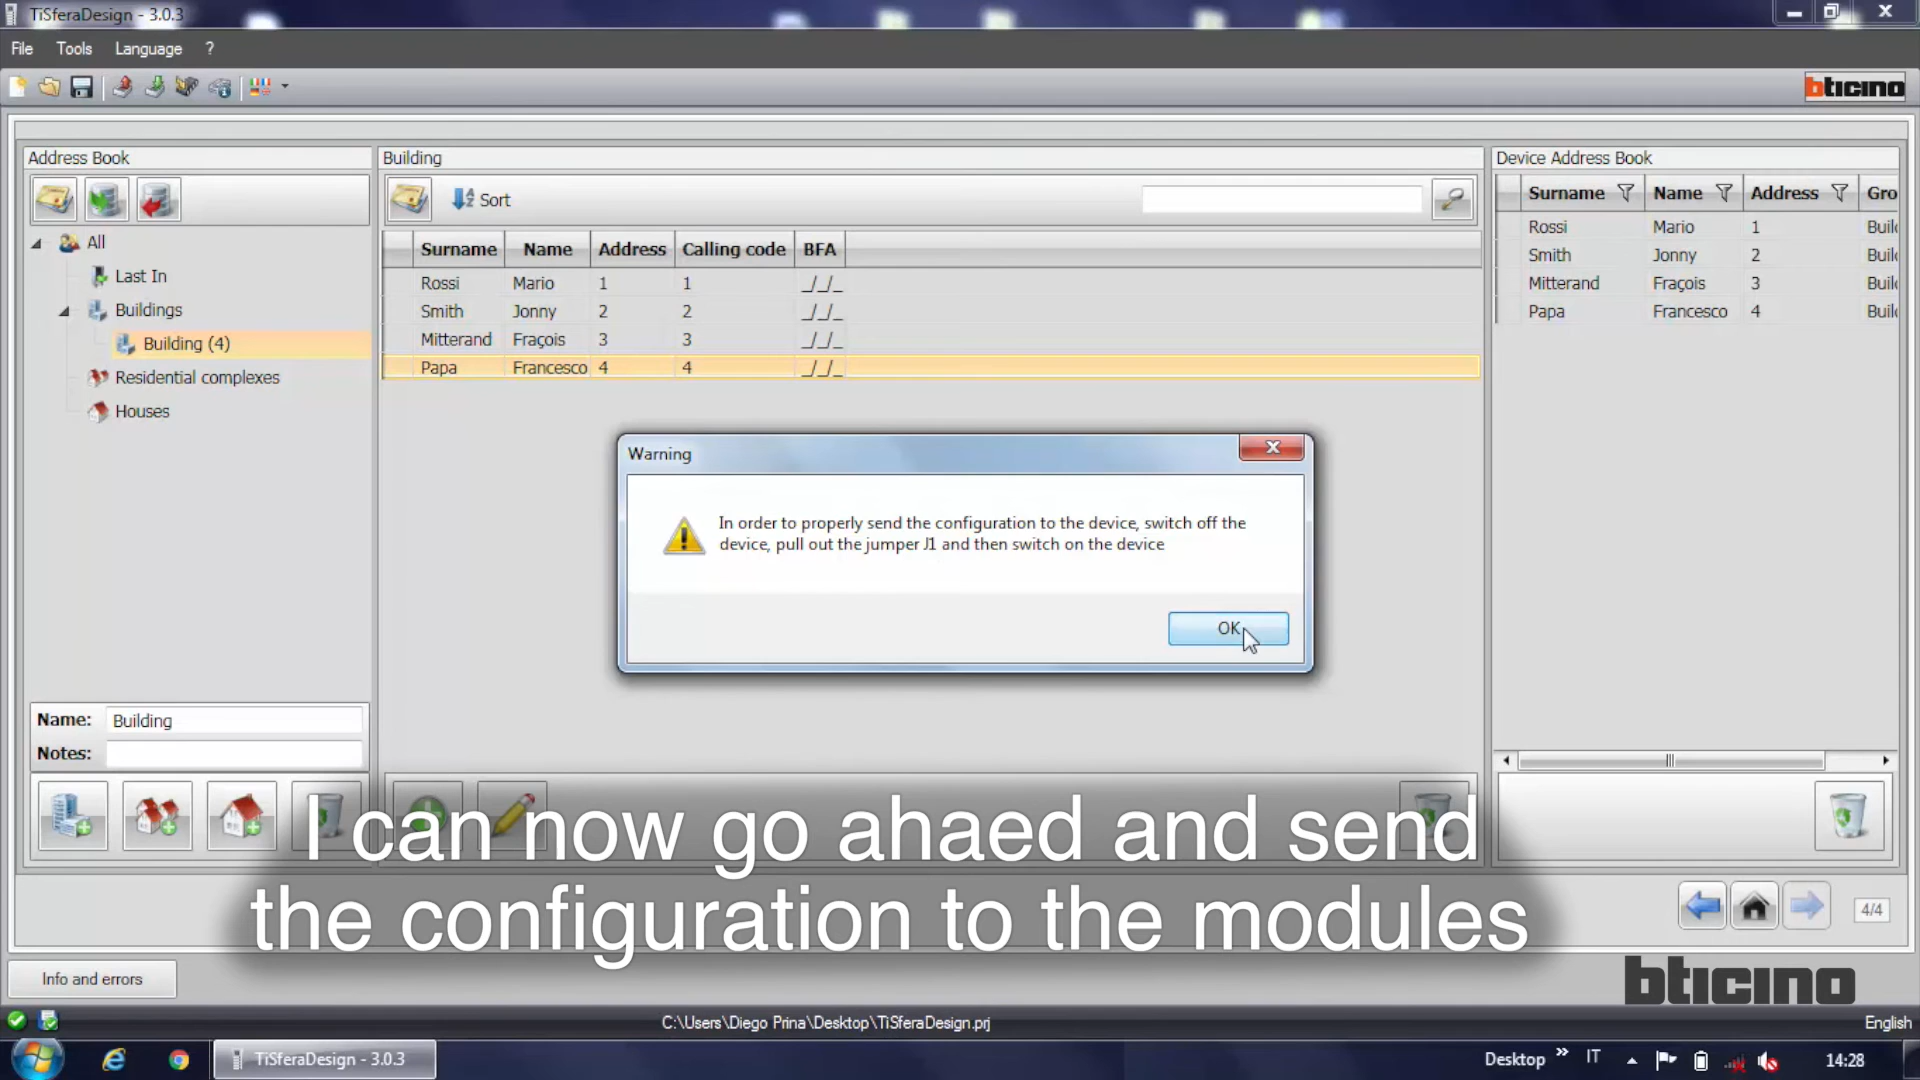 TiSferaDesign - 3.0.3
File Tools Language ?
bticino
Address Book
Building
Device Address Book
Sort
Surname Name Address Gro
All
Surname Name Address Calling code BFA
Rossi Mario 1 Buil
Last In
Smith Jonny 2 Buil
Rossi Mario 1 1 _/_/_
Mitterand Fraçois 3 Buil
Buildings
Smith Jonny 2 2 _/_/_
Papa Francesco 4 Buil
Building (4)
Mitterand Fraçois 3 3 _/_/_
Residential complexes
Papa Francesco 4 4 _/_/_
Houses
Warning
In order to properly send the configuration to the device, switch off the
device, pull out the jumper J1 and then switch on the device
OK
Name: Building
Notes:
I can now go ahaed and send
the configuration to the modules
4/4
Info and errors
bticino
C:\Users\Diego Prina\Desktop\TiSferaDesign.prj
English
TiSferaDesign - 3.0.3
Desktop » IT 14:28